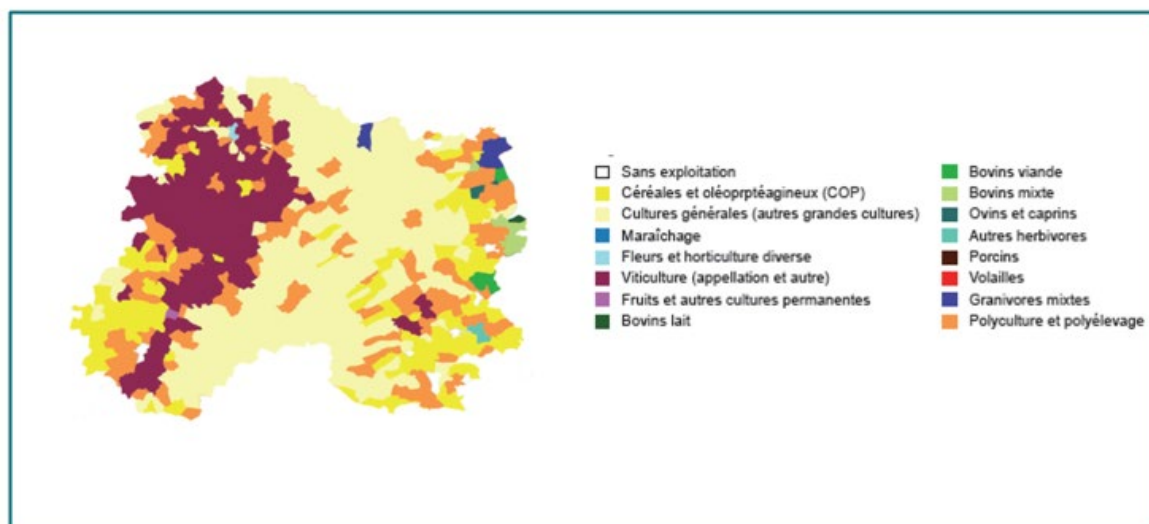 Sans exploitation
Céréales et oléoprptéagineux (COP)
Cultures générales (autres grandes cultures)
Maraîchage
Fleurs et horticulture diverse
Viticulture (appellation et autre)
Fruits et autres cultures permanentes
Bovins lait
Bovins viande
Bovins mixte
Ovins et caprins
Autres herbivores
Porcins
Volailles
Granivores mixtes
Polyculture et polyélevage